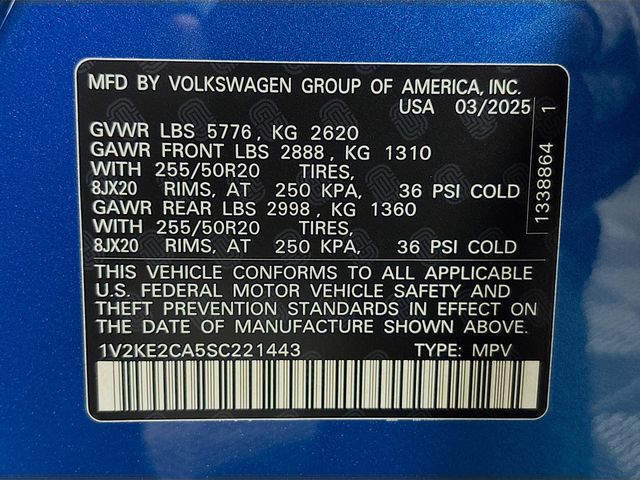 MFD BY VOLKSWAGEN GROUP OF AMERICA, INC.
USA 03/2025
GVWR LBS 5776, KG 2620
GAWR FRONT LBS 2888, KG 1310
WITH 255/50R20 TIRES,
8JX20 RIMS, AT 250 KPA, 36 PSI COLD
GAWR REAR LBS 2998, KG 1360
WITH 255/50R20 TIRES,
8JX20 RIMS, AT 250 KPA, 36 PSI COLD
THIS VEHICLE CONFORMS TO ALL APPLICABLE
U.S. FEDERAL MOTOR VEHICLE SAFETY AND
THEFT PREVENTION STANDARDS IN EFFECT ON
THE DATE OF MANUFACTURE SHOWN ABOVE.
1V2KE2CA5SC221443 TYPE: MPV
1338864 1